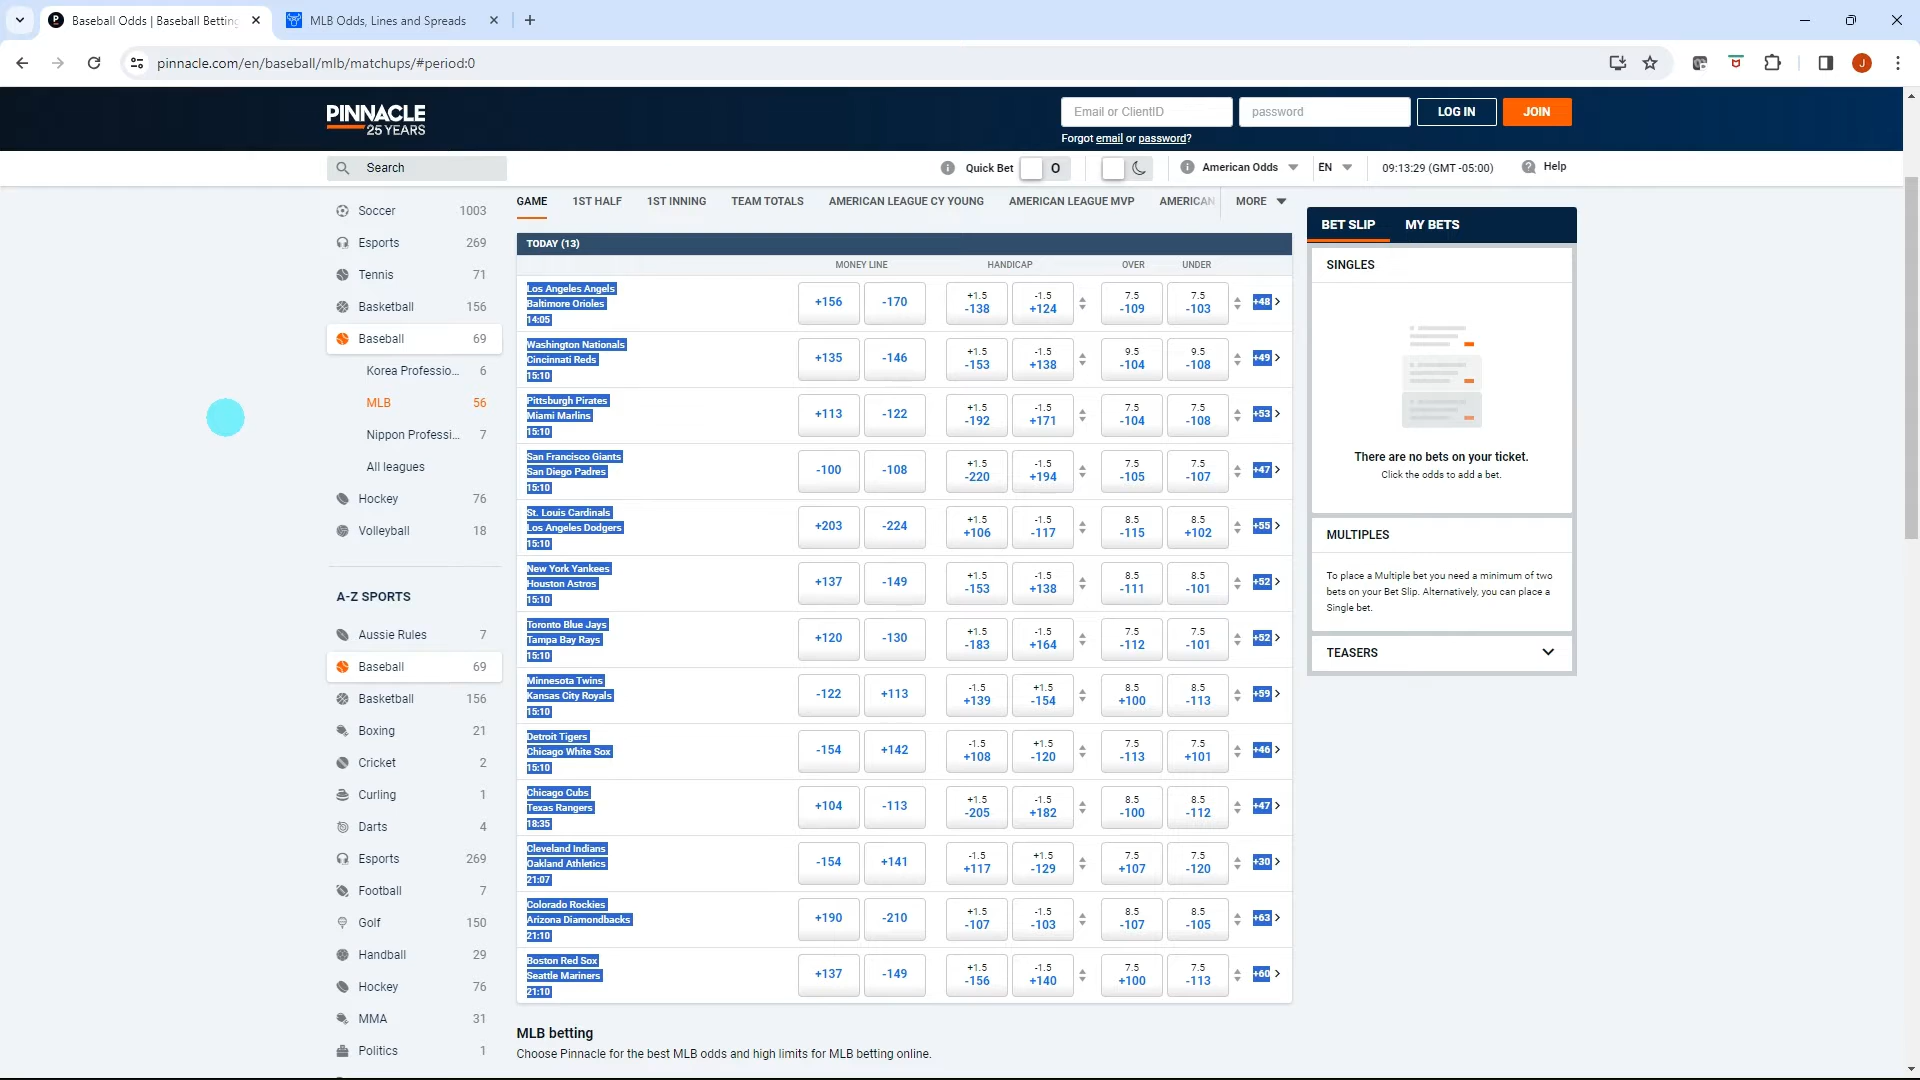 Baseball Odds | Baseball Betting
MLB Odds, Lines and Spreads
pinnacle.com/en/baseball/mlb/matchups/#period:0
J
PINNACLE
25 YEARS
Email or ClientID
password
LOG IN
JOIN
Forgot email or password?
Search
Quick Bet
O
American Odds
EN
09:13:29 (GMT -05:00)
Help
Soccer 1003
Esports 269
Tennis 71
Basketball 156
Baseball 69
Korea Professio... 6
MLB 56
Nippon Professi... 7
All leagues
Hockey 76
Volleyball 18
A-Z SPORTS
Aussie Rules 7
Baseball 69
Basketball 156
Boxing 21
Cricket 2
Curling 1
Darts 4
Esports 269
Football 7
Golf 150
Handball 29
Hockey 76
MMA 31
Politics 1
GAME 1ST HALF 1ST INNING TEAM TOTALS AMERICAN LEAGUE CY YOUNG AMERICAN LEAGUE MVP AMERICAN MORE
TODAY (13)
MONEY LINE HANDICAP OVER UNDER
Los Angeles Angels +1.5 -1.5 7.5 7.5
Baltimore Orioles +156 -170 -138 +124 -109 -103 +48
14:05
Washington Nationals +1.5 -1.5 9.5 9.5
Cincinnati Reds +135 -146 -153 +138 -104 -108 +49
15:10
Pittsburgh Pirates +1.5 -1.5 7.5 7.5
Miami Marlins +113 -122 -192 +171 -104 -108 +53
15:10
San Francisco Giants +1.5 -1.5 7.5 7.5
San Diego Padres -100 -108 -220 +194 -105 -107 +47
15:10
St. Louis Cardinals +1.5 -1.5 8.5 8.5
Los Angeles Dodgers +203 -224 +106 -117 -115 +102 +55
15:10
New York Yankees +1.5 -1.5 8.5 8.5
Houston Astros +137 -149 -153 +138 -111 -101 +52
15:10
Toronto Blue Jays +1.5 -1.5 7.5 7.5
Tampa Bay Rays +120 -130 -183 +164 -112 -101 +52
15:10
Minnesota Twins -1.5 +1.5 8.5 8.5
Kansas City Royals -122 +113 +139 -154 +100 -113 +59
15:10
Detroit Tigers -1.5 +1.5 7.5 7.5
Chicago White Sox -154 +142 +108 -120 -113 +101 +46
15:10
Chicago Cubs +1.5 -1.5 8.5 8.5
Texas Rangers +104 -113 -205 +182 -100 -112 +47
18:35
Cleveland Indians -1.5 +1.5 7.5 7.5
Oakland Athletics -154 +141 +117 -129 +107 -120 +30
21:07
Colorado Rockies +1.5 -1.5 8.5 8.5
Arizona Diamondbacks +190 -210 -107 -103 -107 -105 +63
21:10
Boston Red Sox +1.5 -1.5 7.5 7.5
Seattle Mariners +137 -149 -156 +140 +100 -113 +60
21:10
MLB betting
Choose Pinnacle for the best MLB odds and high limits for MLB betting online.
BET SLIP MY BETS
SINGLES
There are no bets on your ticket.
Click the odds to add a bet.
MULTIPLES
To place a Multiple bet you need a minimum of two
bets on your Bet Slip. Alternatively, you can place a
Single bet.
TEASERS